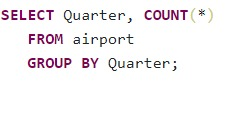 SELECT Quarter, COUNT(*)
FROM airport
GROUP BY Quarter;